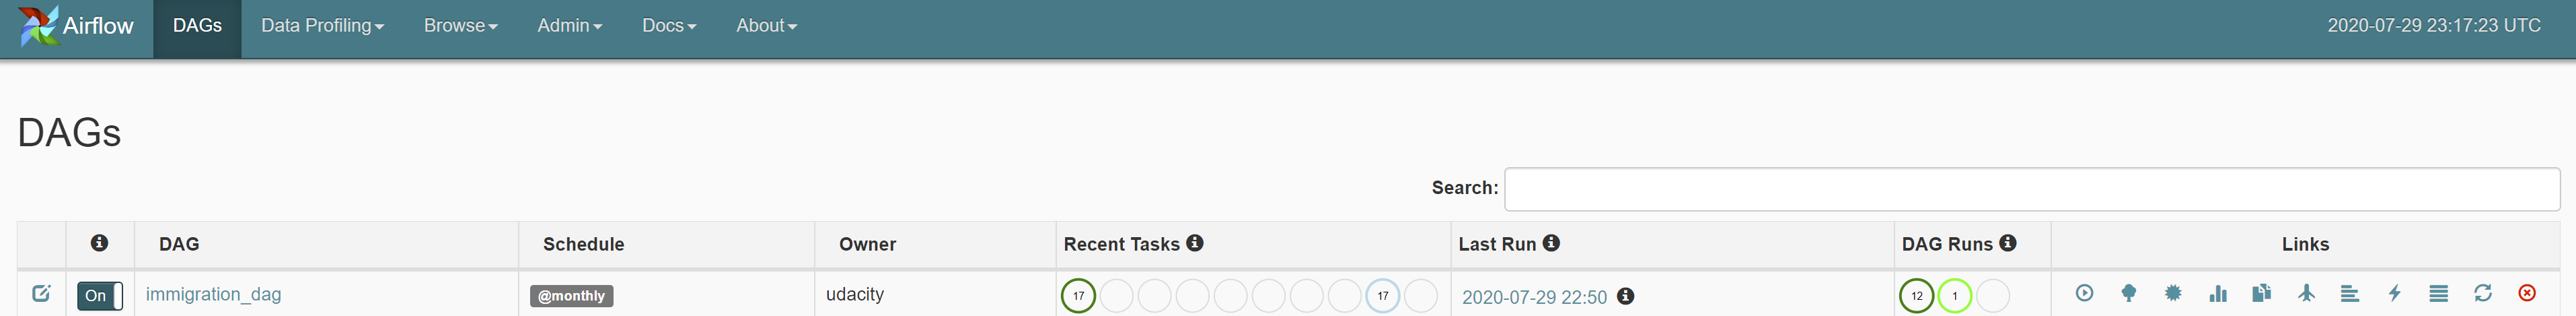 Airflow DAGs Data Profiling Browse Admin Docs About 2020-07-29 23:17:23 UTC
DAGs
Search:
DAG Schedule Owner Recent Tasks Last Run DAG Runs Links
On immigration_dag @monthly udacity 17 17 2020-07-29 22:50 12 1